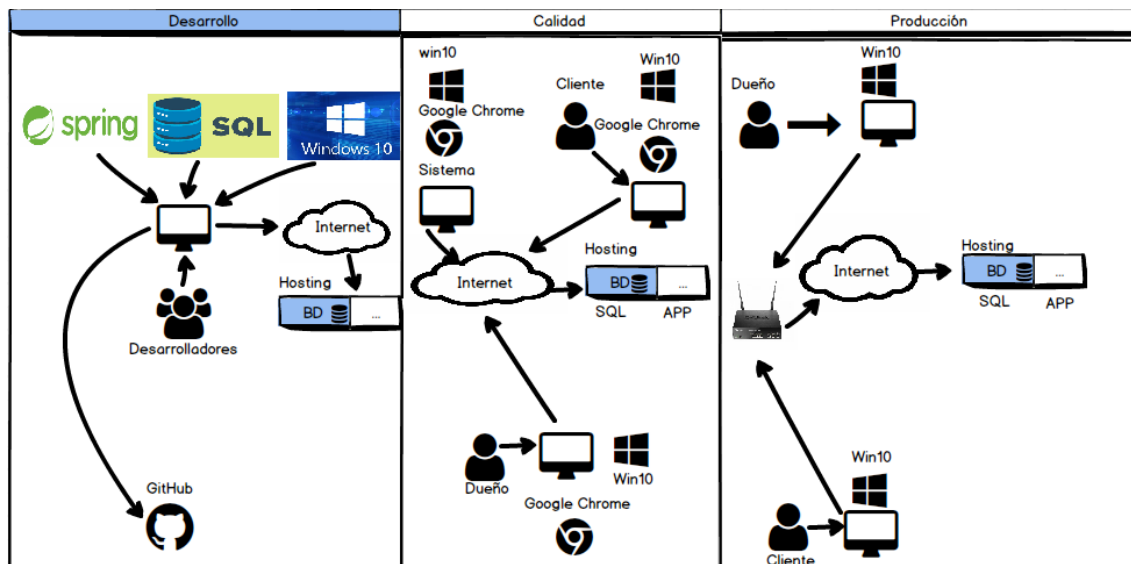 Desarrollo
Calidad
Producción
spring
SQL
Windows 10
Internet
Hosting
BD
...
Desarrolladores
GitHub
win10
Google Chrome
Sistema
Cliente
Win10
Google Chrome
Internet
Hosting
BD
...
SQL
APP
Dueño
Win10
Google Chrome
Dueño
Win10
Internet
Hosting
BD
...
SQL
APP
Win10
Cliente